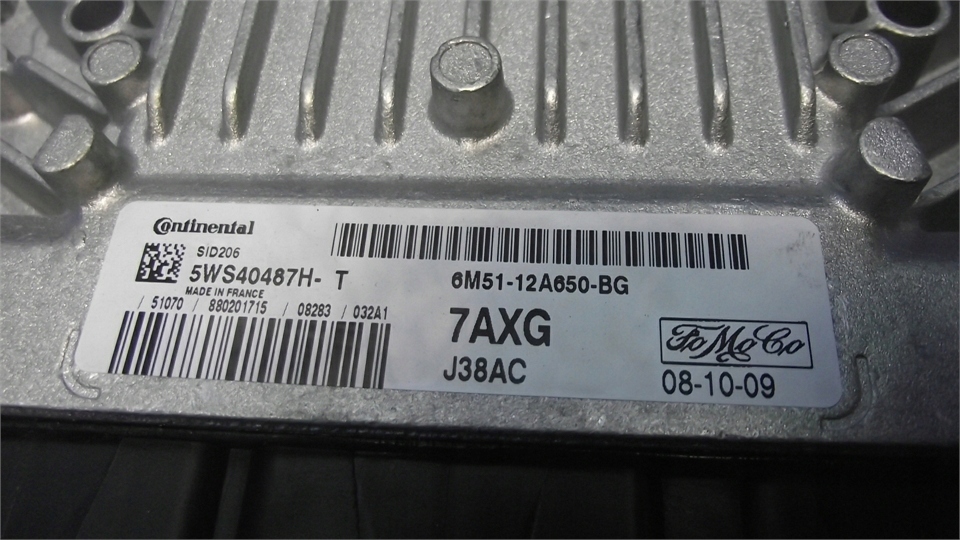 Continental
SID206
5WS40487H- T
MADE IN FRANCE
/ 51070 / 880201715 / 08283 / 032A1
6M51-12A650-BG
7AXG
J38AC
FoMoCo
08-10-09